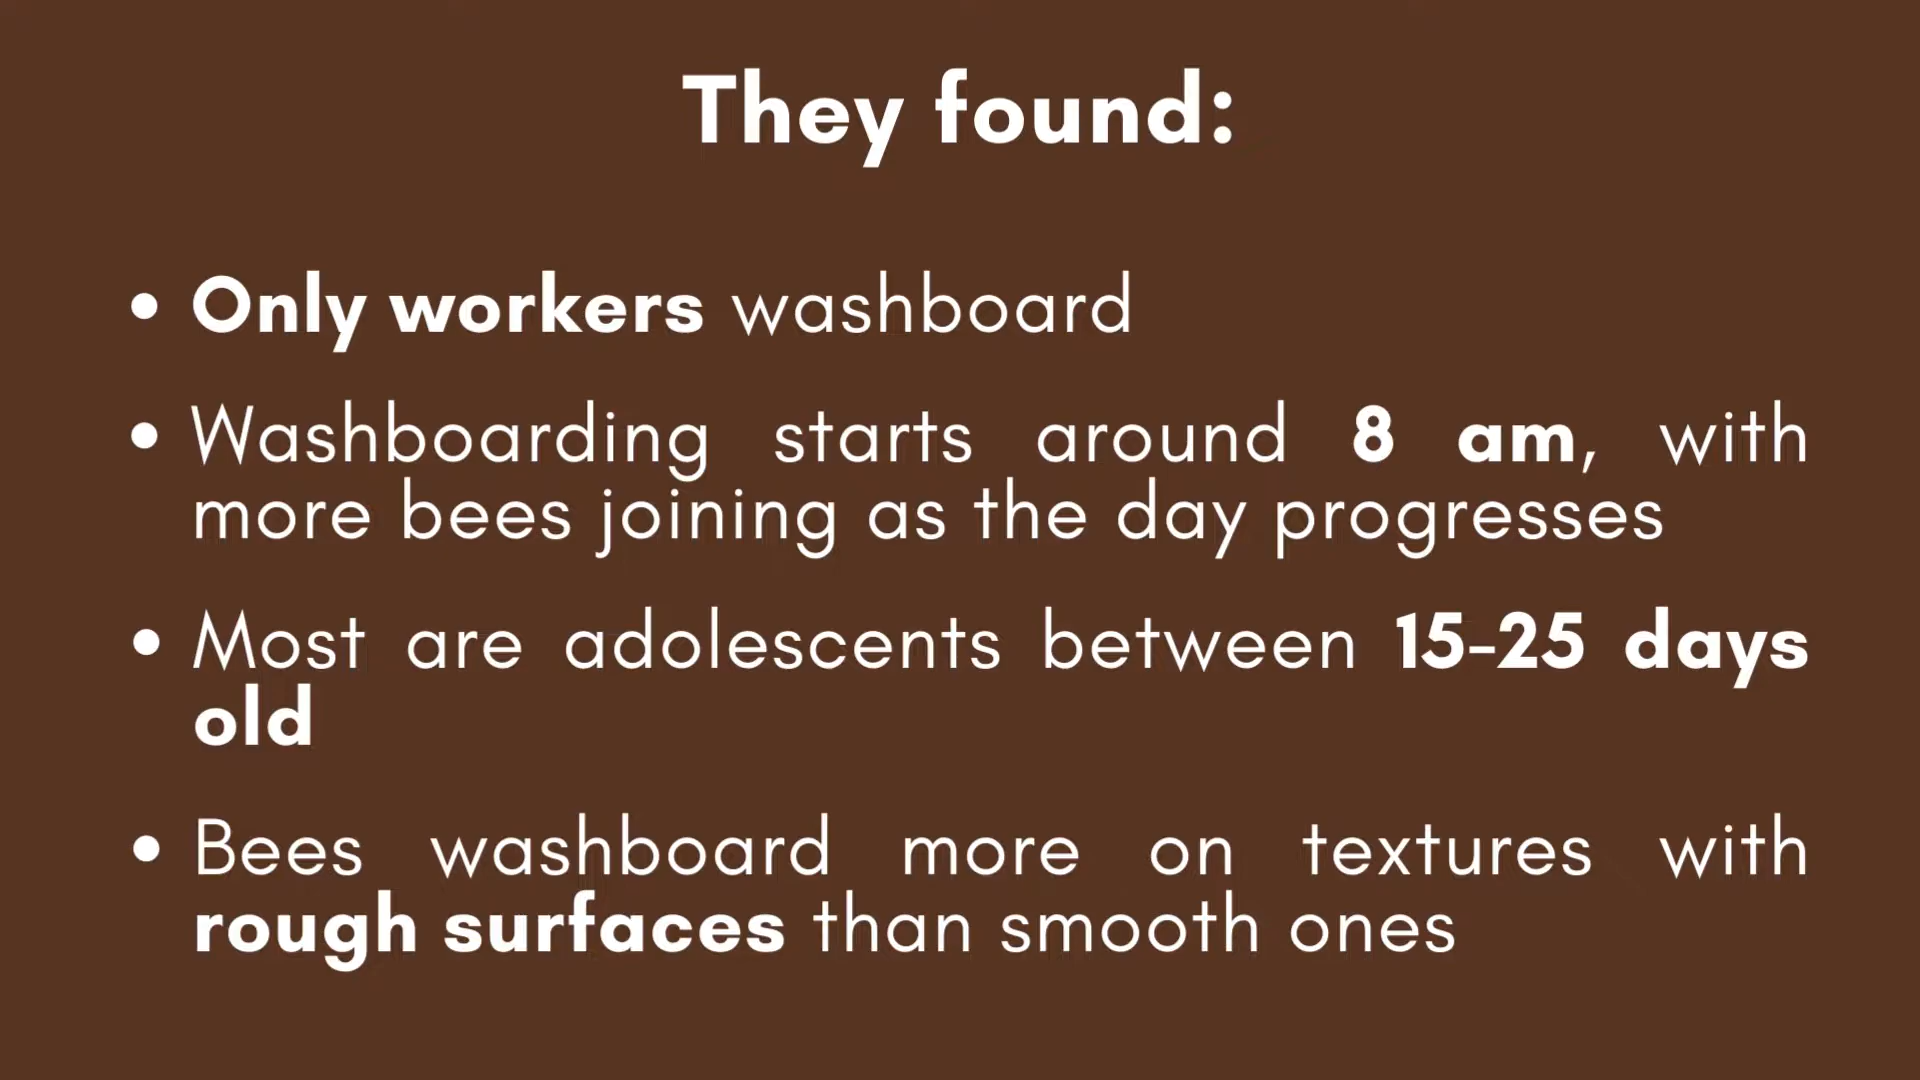 They found:
• Only workers washboard
• Washboarding starts around 8 am, with
more bees joining as the day progresses
• Most are adolescents between 15-25 days
old
• Bees washboard more on textures with
rough surfaces than smooth ones